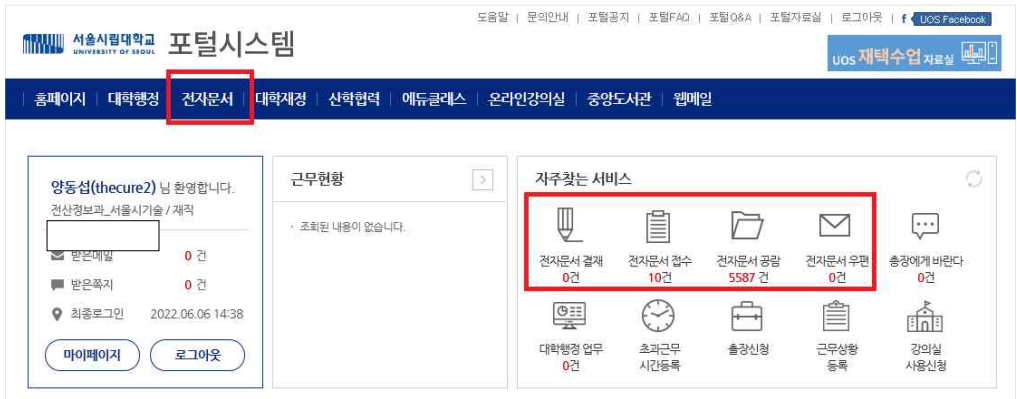 도움말 | 문의안내 | 포털공지 | 포털FAQ | 포털Q&A | 포털자료실 | 로그아웃 | f UOS Facebook
서울시립대학교
UNIVERSITY OF SEOUL
포털시스템
UOS 재택수업 자료실
홈페이지 | 대학행정 | 전자문서 | 대학재정 | 산학협력 | 에듀클래스 | 온라인강의실 | 중앙도서관 | 웹메일
양동섭(thecure2) 님 환영합니다.
전산정보과_서울시기술 / 재직
받은메일 0 건
받은쪽지 0 건
최종로그인 2022.06.06 14:38
마이페이지 로그아웃
근무현황
· 조회된 내용이 없습니다.
자주찾는 서비스
전자문서 결재 전자문서 접수 전자문서 공람 전자문서 우편 총장에게 바란다
0건 10건 5587 건 0건 0건
대학행정 업무 초과근무 출장신청 근무상황 강의실
0건 시간등록 등록 사용신청